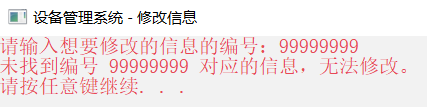 设备管理系统 - 修改信息
请输入想要修改的信息的编号：99999999
未找到编号 99999999 对应的信息，无法修改。
请按任意键继续. . .